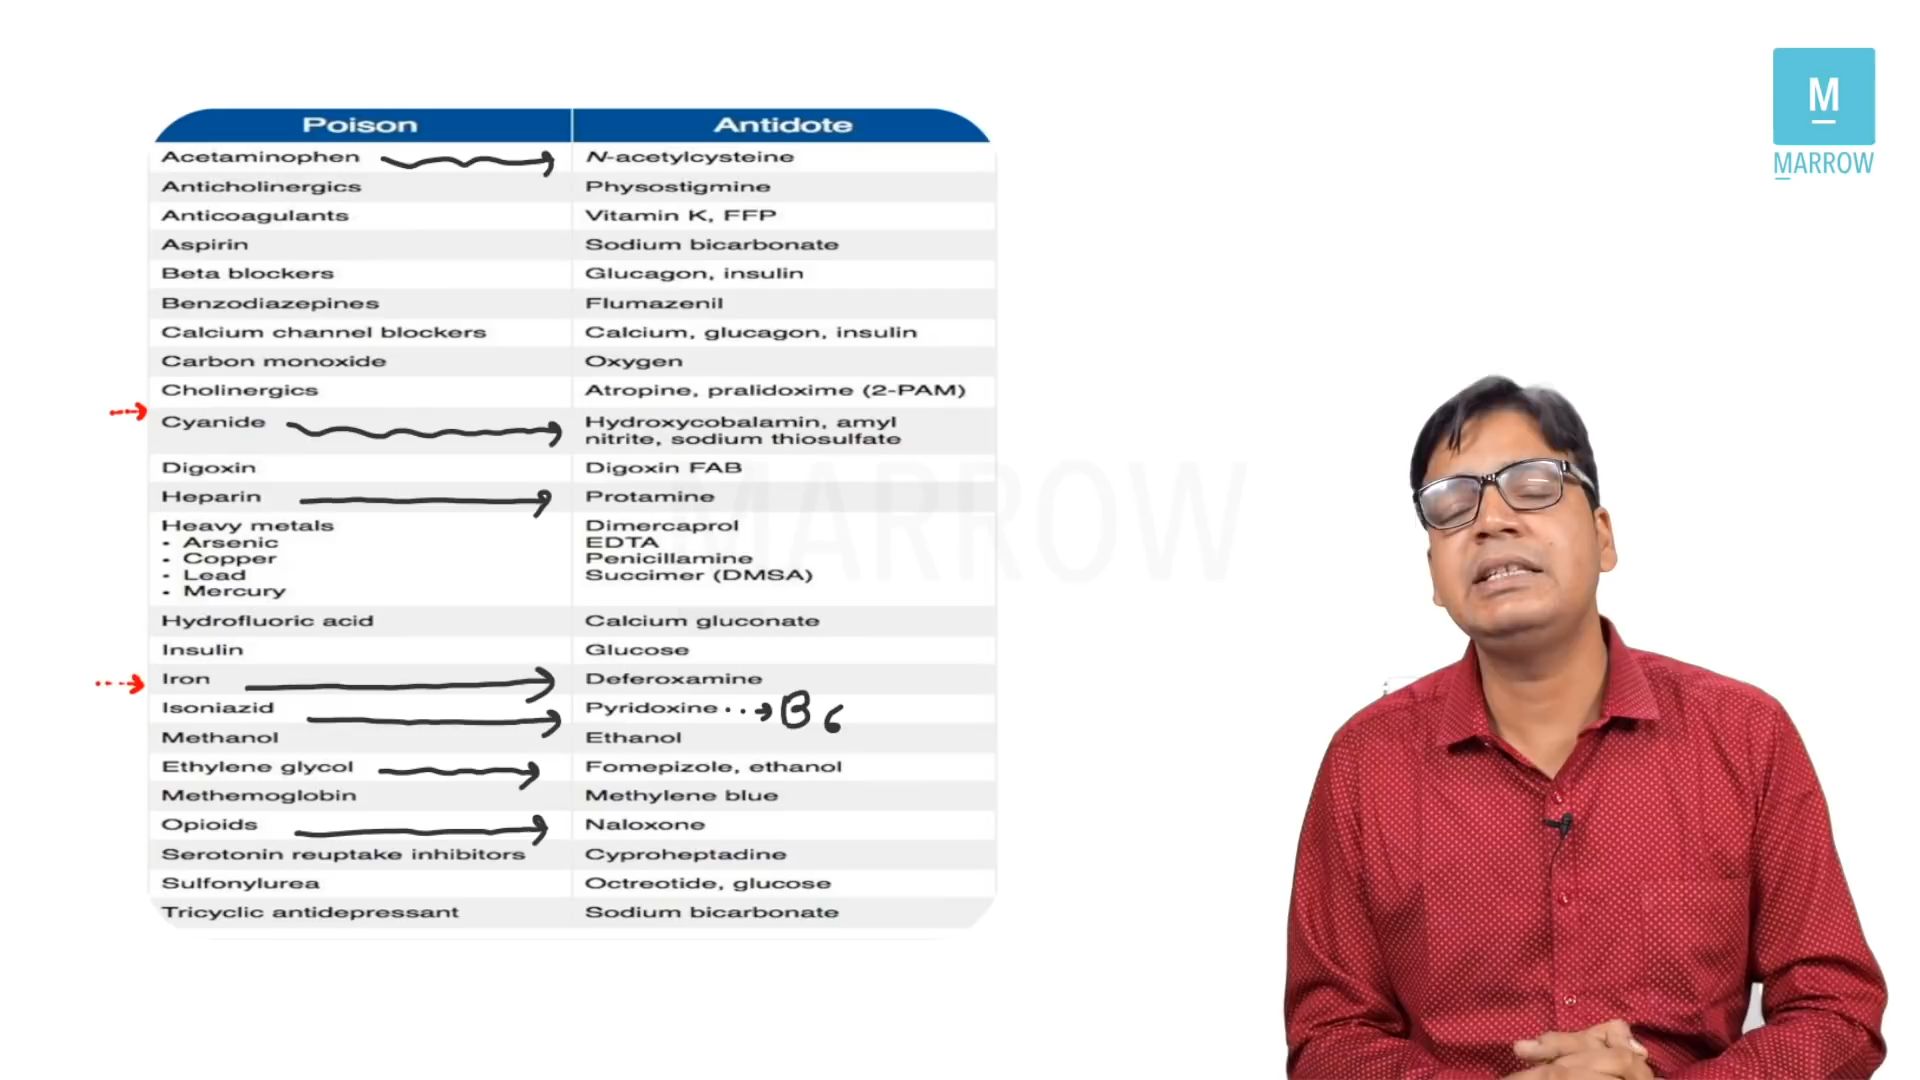 M
MARROW
Poison Antidote
Acetaminophen N-acetylcysteine
Anticholinergics Physostigmine
Anticoagulants Vitamin K, FFP
Aspirin Sodium bicarbonate
Beta blockers Glucagon, insulin
Benzodiazepines Flumazenil
Calcium channel blockers Calcium, glucagon, insulin
Carbon monoxide Oxygen
Cholinergics Atropine, pralidoxime (2-PAM)
Cyanide Hydroxycobalamin, amyl
nitrite, sodium thiosulfate
Digoxin Digoxin FAB
Heparin Protamine
Heavy metals Dimercaprol
• Arsenic EDTA
• Copper Penicillamine
• Lead Succimer (DMSA)
• Mercury
Hydrofluoric acid Calcium gluconate
Insulin Glucose
Iron Deferoxamine
Isoniazid Pyridoxine B6
Methanol Ethanol
Ethylene glycol Fomepizole, ethanol
Methemoglobin Methylene blue
Opioids Naloxone
Serotonin reuptake inhibitors Cyproheptadine
Sulfonylurea Octreotide, glucose
Tricyclic antidepressant Sodium bicarbonate
MARROW